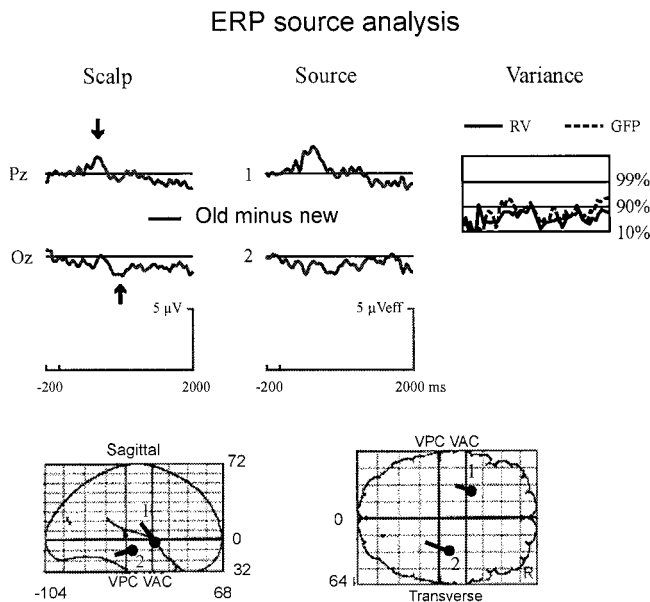 ERP source analysis
Scalp Source Variance
RV GFP
Pz 1 99%
Old minus new 90%
10%
Oz 2
5 µV 5 µVeff
-200 2000 -200 2000 ms
Sagittal VPC VAC
72
1 1
0 0
2 2
32 R
VPC VAC 64
-104 68 Transverse